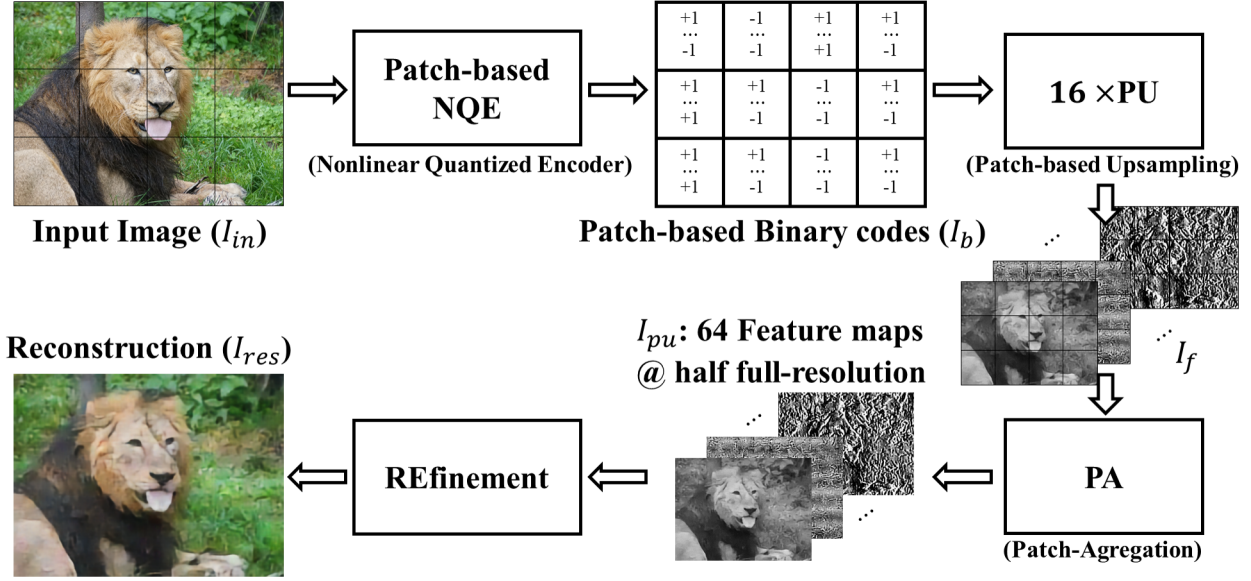 Patch-based
NQE
(Nonlinear Quantized Encoder)
+1 -1 +1 +1
... ... ... ...
-1 -1 +1 -1
+1 +1 -1 +1
... ... ... ...
+1 -1 -1 -1
+1 +1 -1 +1
... ... ... ...
+1 -1 -1 -1
16 ×PU
(Patch-based Upsampling)
Input Image (I_in)
Patch-based Binary codes (I_b)
...
...
I_f
I_pu: 64 Feature maps
@ half full-resolution
...
...
Reconstruction (I_res)
REfinement
PA
(Patch-Agregation)